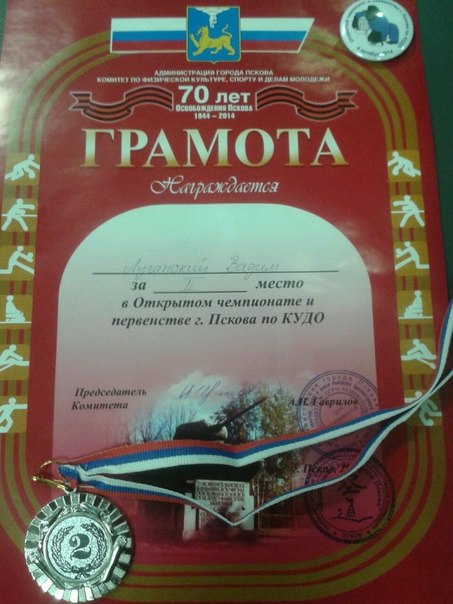 АДМИНИСТРАЦИЯ ГОРОДА ПСКОВА
КОМИТЕТ ПО ФИЗИЧЕСКОЙ КУЛЬТУРЕ, СПОРТУ И ДЕЛАМ МОЛОДЕЖИ
70 лет
Освобождения Пскова
1944 – 2014
ГРАМОТА
Награждается
Луганский Вадим
за II место
в Открытом чемпионате и
первенстве г. Пскова по КУДО
Председатель
Комитета
А.Н. Гаврилов
г. Псков
2